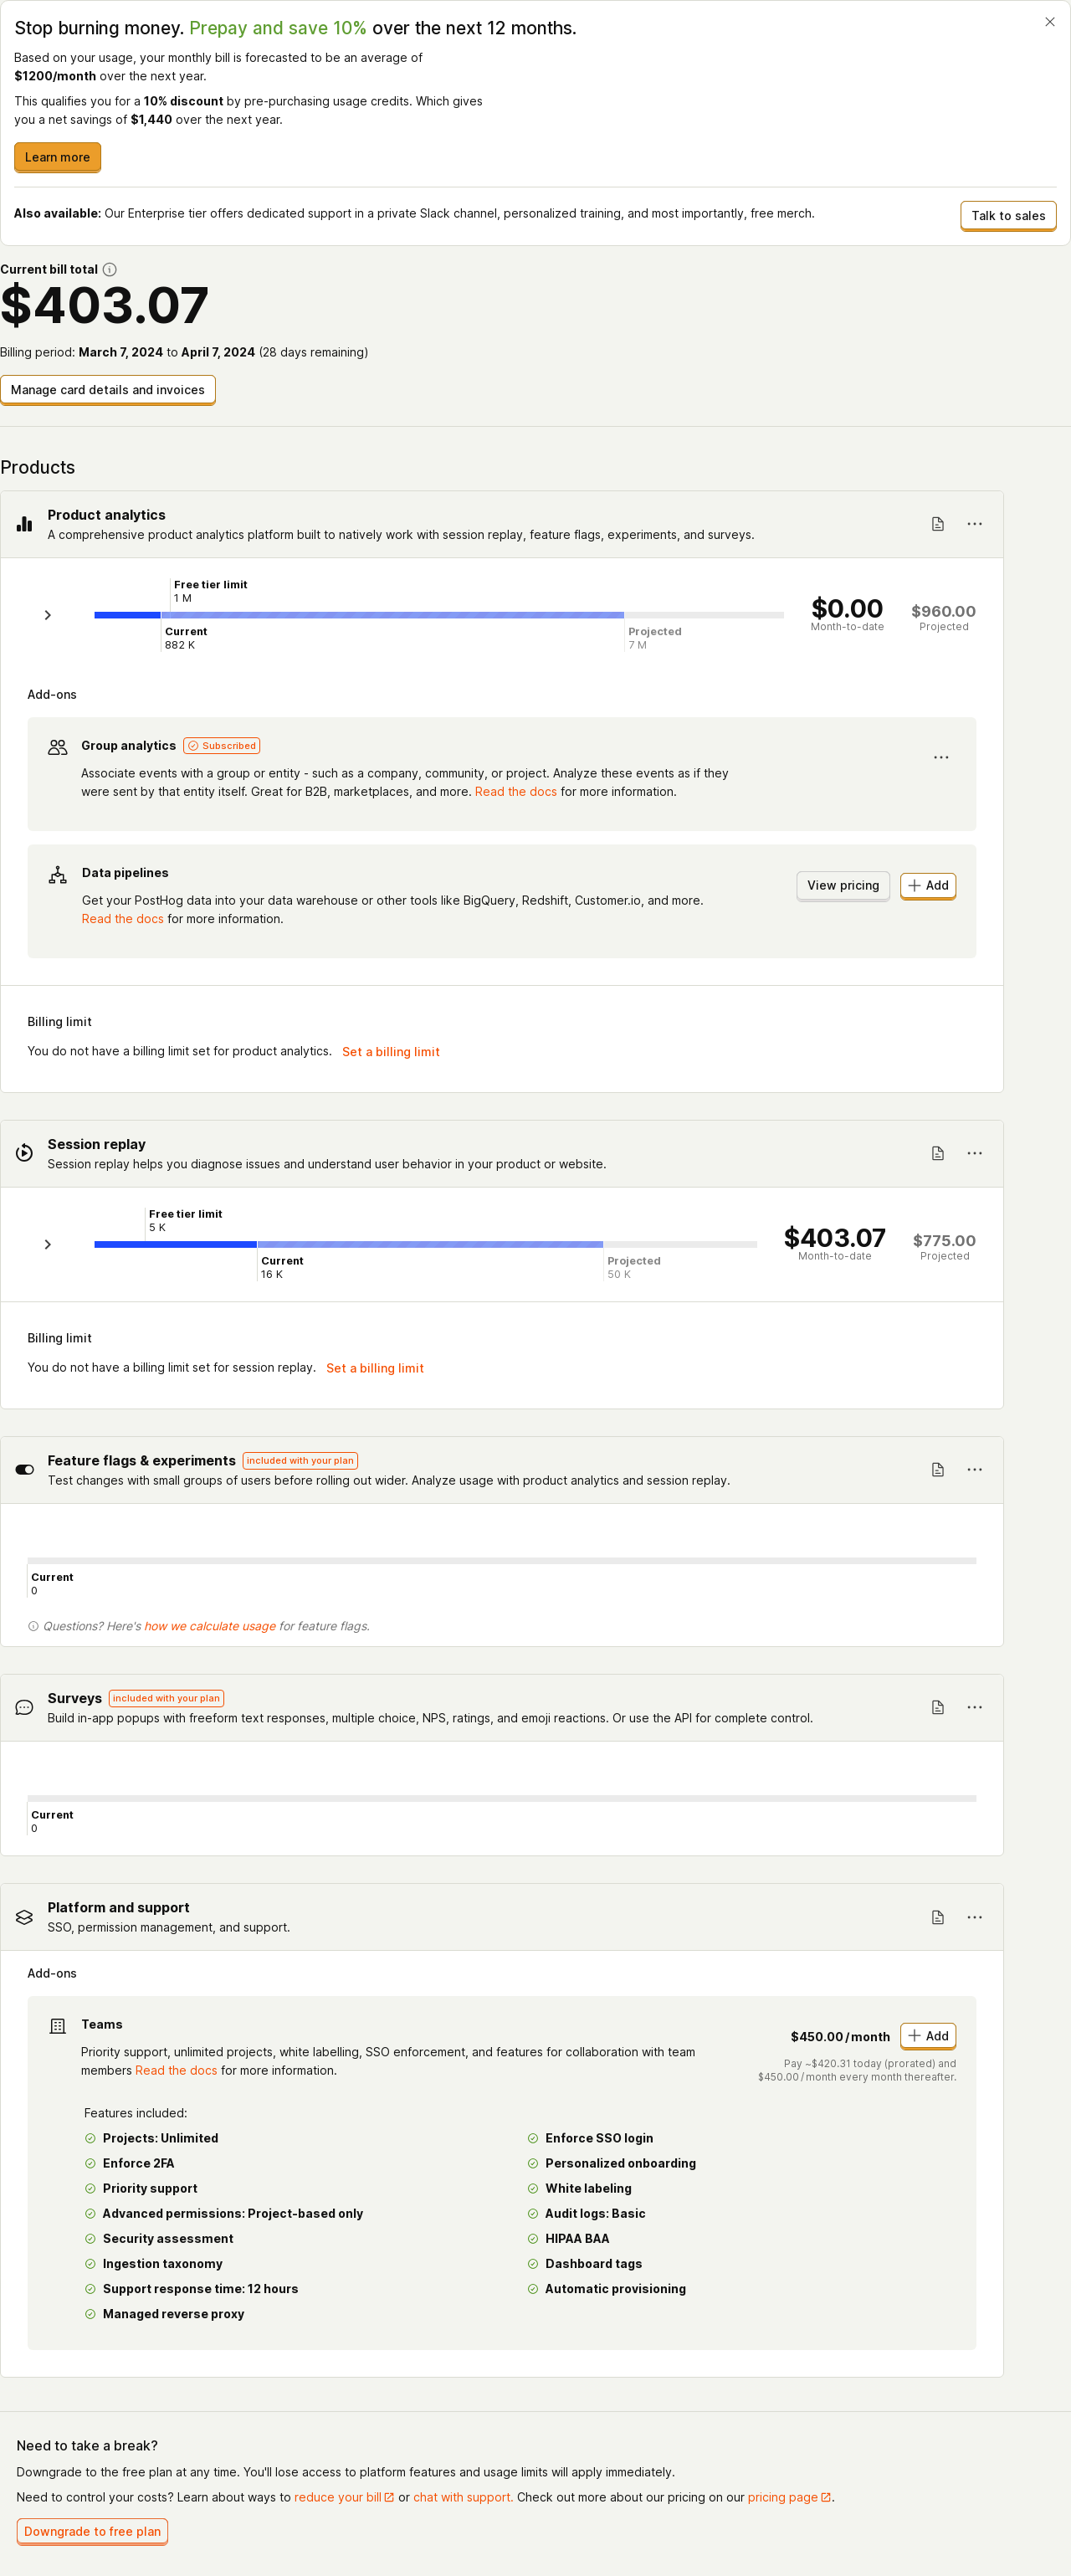 Stop burning money. Prepay and save 10% over the next 12 months.
Based on your usage, your monthly bill is forecasted to be an average of
$1200/month over the next year.
This qualifies you for a 10% discount by pre-purchasing usage credits. Which gives
you a net savings of $1,440 over the next year.
Learn more
Also available: Our Enterprise tier offers dedicated support in a private Slack channel, personalized training, and most importantly, free merch.
Talk to sales
Current bill total
$403.07
Billing period: March 7, 2024 to April 7, 2024 (28 days remaining)
Manage card details and invoices
Products
Product analytics
A comprehensive product analytics platform built to natively work with session replay, feature flags, experiments, and surveys.
Free tier limit
1 M
Current
882 K
Projected
7 M
$0.00
Month-to-date
$960.00
Projected
Add-ons
Group analytics
Subscribed
Associate events with a group or entity - such as a company, community, or project. Analyze these events as if they
were sent by that entity itself. Great for B2B, marketplaces, and more. Read the docs for more information.
Data pipelines
Get your PostHog data into your data warehouse or other tools like BigQuery, Redshift, Customer.io, and more.
Read the docs for more information.
View pricing
Add
Billing limit
You do not have a billing limit set for product analytics. Set a billing limit
Session replay
Session replay helps you diagnose issues and understand user behavior in your product or website.
Free tier limit
5 K
Current
16 K
Projected
50 K
$403.07
Month-to-date
$775.00
Projected
Billing limit
You do not have a billing limit set for session replay. Set a billing limit
Feature flags & experiments
included with your plan
Test changes with small groups of users before rolling out wider. Analyze usage with product analytics and session replay.
Current
0
Questions? Here's how we calculate usage for feature flags.
Surveys
included with your plan
Build in-app popups with freeform text responses, multiple choice, NPS, ratings, and emoji reactions. Or use the API for complete control.
Current
0
Platform and support
SSO, permission management, and support.
Add-ons
Teams
Priority support, unlimited projects, white labelling, SSO enforcement, and features for collaboration with team
members Read the docs for more information.
$450.00/month
Add
Pay ~$420.31 today (prorated) and
$450.00/month every month thereafter.
Features included:
Projects: Unlimited
Enforce SSO login
Enforce 2FA
Personalized onboarding
Priority support
White labeling
Advanced permissions: Project-based only
Audit logs: Basic
Security assessment
HIPAA BAA
Ingestion taxonomy
Dashboard tags
Support response time: 12 hours
Automatic provisioning
Managed reverse proxy
Need to take a break?
Downgrade to the free plan at any time. You'll lose access to platform features and usage limits will apply immediately.
Need to control your costs? Learn about ways to reduce your bill or chat with support. Check out more about our pricing on our pricing page.
Downgrade to free plan